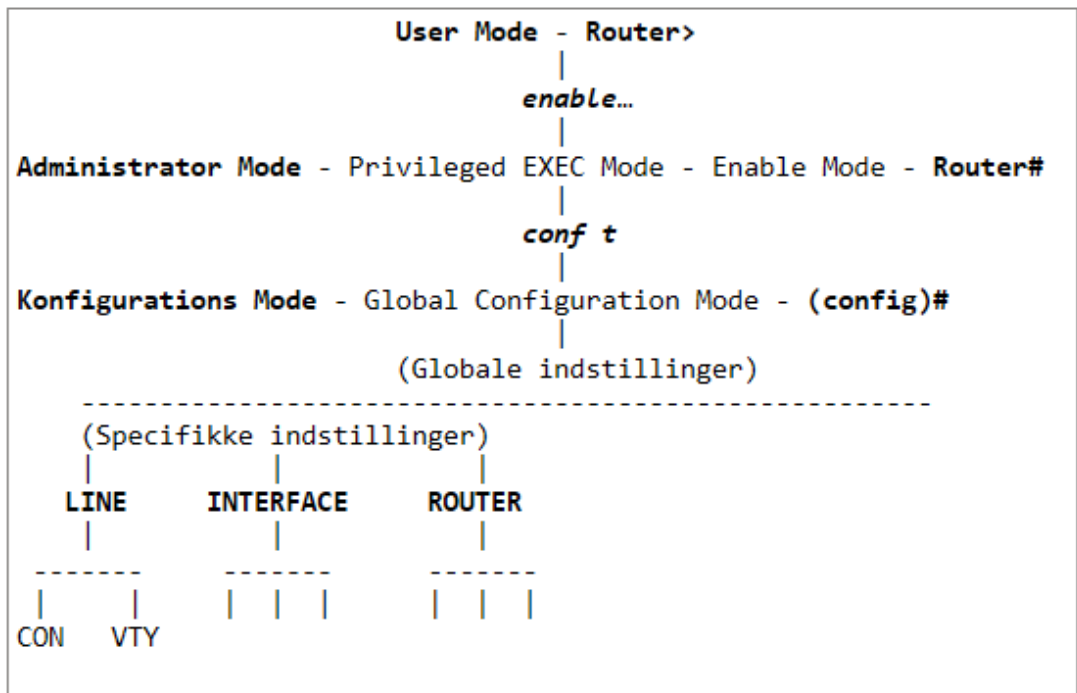 User Mode - Router>
|
enable…
|
Administrator Mode - Privileged EXEC Mode - Enable Mode - Router#
|
conf t
|
Konfigurations Mode - Global Configuration Mode - (config)#
|
(Globale indstillinger)
------------------------------------------------------
(Specifikke indstillinger)
| | |
LINE INTERFACE ROUTER
| | |
------- ------- -------
| | | | | | | |
CON VTY